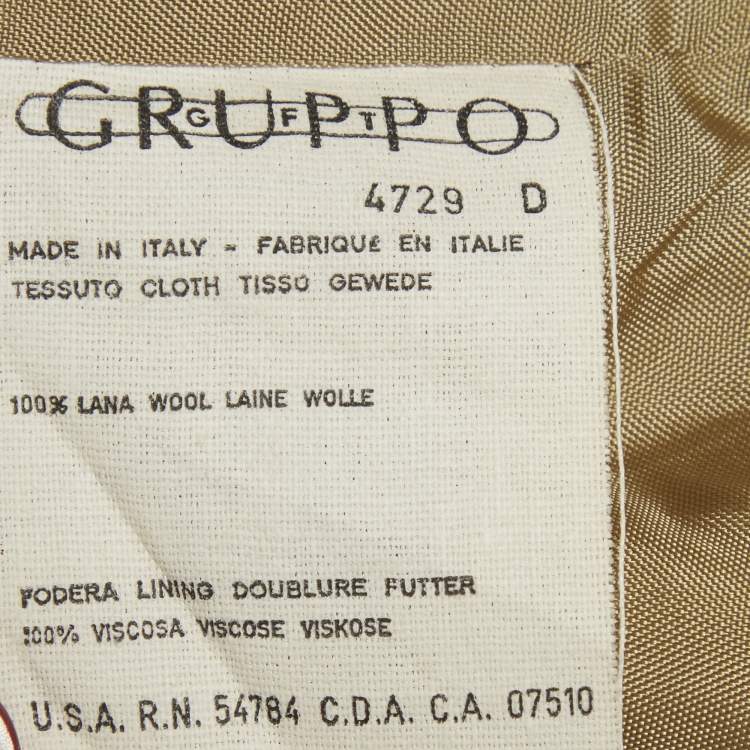 GRUPPO
GFT
4729 D
MADE IN ITALY - FABRIQUÉ EN ITALIE
TESSUTO CLOTH TISSO GEWEDE
100% LANA WOOL LAINE WOLLE
FODERA LINING DOUBLURE FUTTER
100% VISCOSA VISCOSE VISKOSE
U.S.A. R.N. 54784 C.D.A. C.A. 07510